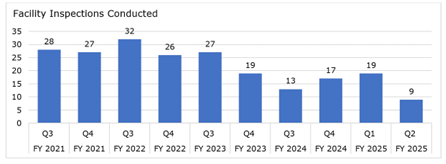 Facility Inspections Conducted
35
30
25
20
15
10
5
0
28 27 32 26 27 19 13 17 19 9
Q3 Q4 Q3 Q4 Q3 Q4 Q3 Q4 Q1 Q2
FY 2021 FY 2021 FY 2022 FY 2022 FY 2023 FY 2023 FY 2024 FY 2024 FY 2025 FY 2025